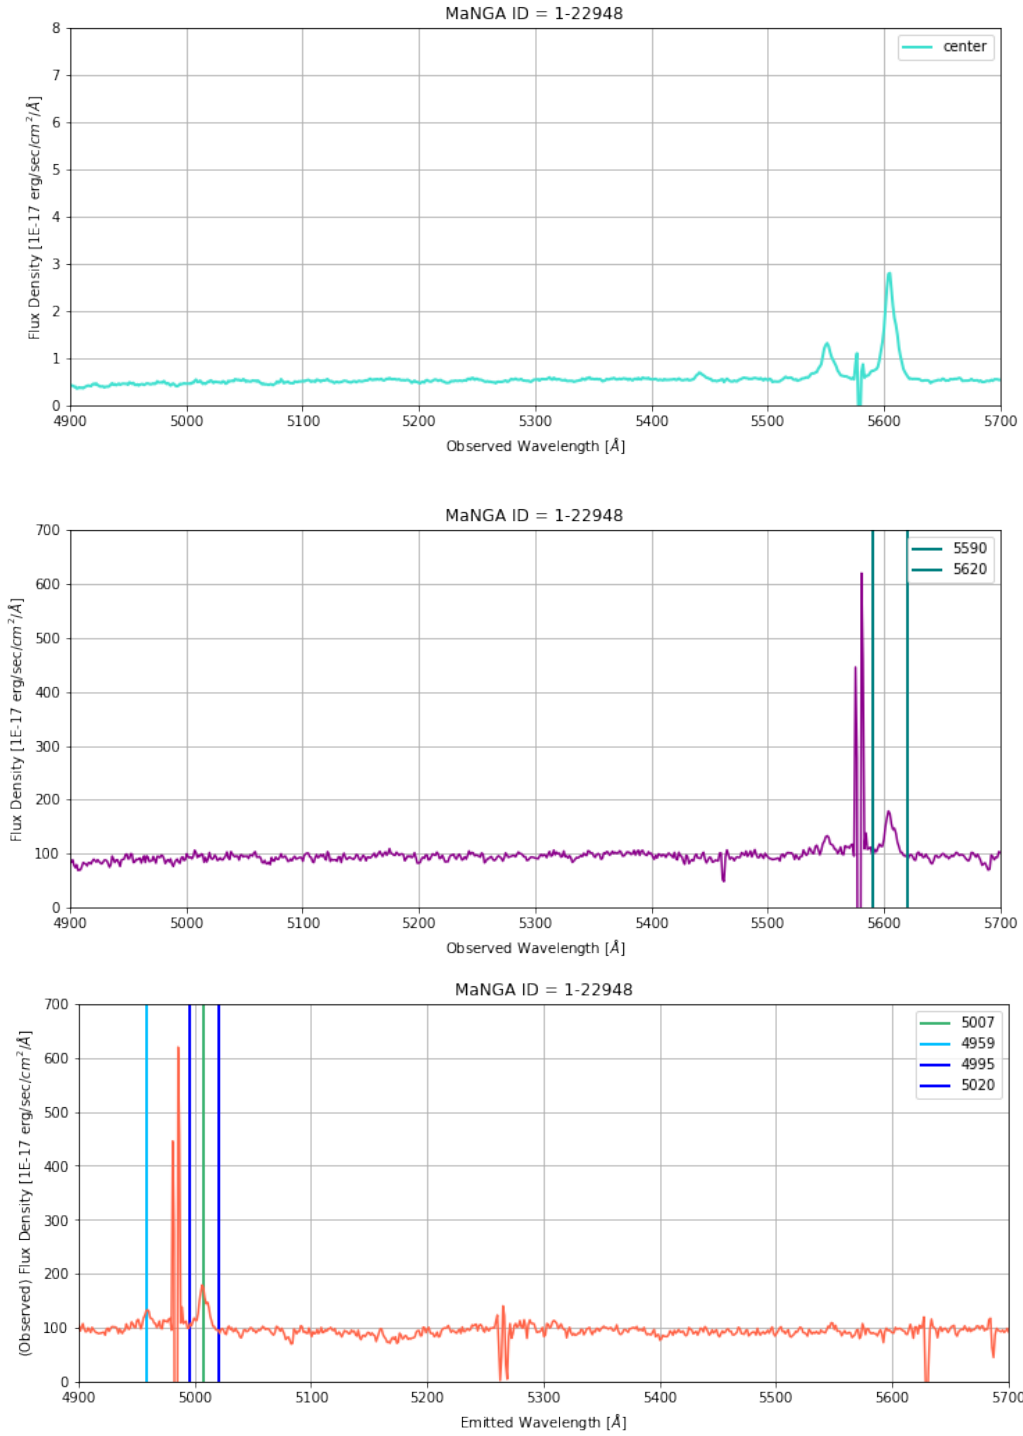 MaNGA ID = 1-22948
8
7
6
5
4
3
2
1
0
Flux Density [1E-17 erg/sec/cm²/Å]
center
4900 5000 5100 5200 5300 5400 5500 5600 5700
Observed Wavelength [Å]
MaNGA ID = 1-22948
700
600
500
400
300
200
100
0
Flux Density [1E-17 erg/sec/cm²/Å]
5590
5620
4900 5000 5100 5200 5300 5400 5500 5600 5700
Observed Wavelength [Å]
MaNGA ID = 1-22948
700
600
500
400
300
200
100
0
(Observed) Flux Density [1E-17 erg/sec/cm²/Å]
5007
4959
4995
5020
4900 5000 5100 5200 5300 5400 5500 5600 5700
Emitted Wavelength [Å]